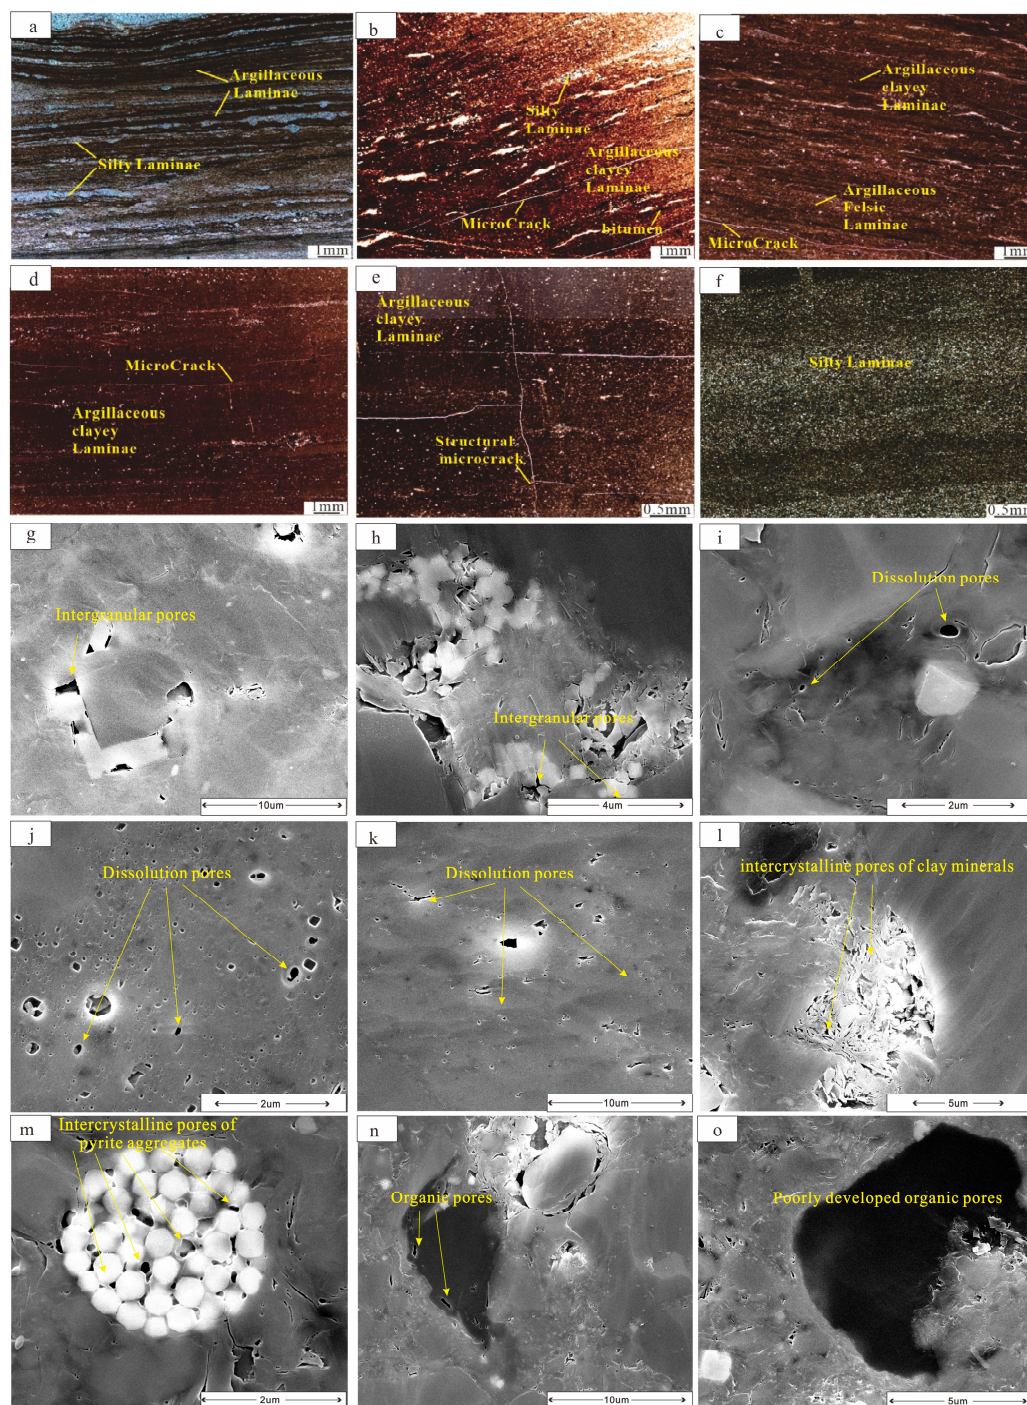 a
Argillaceous
Laminae
Silty Laminae
1mm
b
Silty
Laminae
Argillaceous
clayey
Laminae
MicroCrack
bitumen
1mm
c
Argillaceous
clayey
Laminae
Argillaceous
Felsic
Laminae
MicroCrack
1mm
d
MicroCrack
Argillaceous
clayey
Laminae
1mm
e
Argillaceous
clayey
Laminae
Structural
microcrack
0.5mm
f
Silty Laminae
0.5mm
g
Intergranular pores
10um
h
Intergranular pores
4um
i
Dissolution pores
2um
j
Dissolution pores
2um
k
Dissolution pores
10um
l
intercrystalline pores of clay minerals
5um
m
Intercrystalline pores of
pyrite aggregates
2um
n
Organic pores
10um
o
Poorly developed organic pores
5um